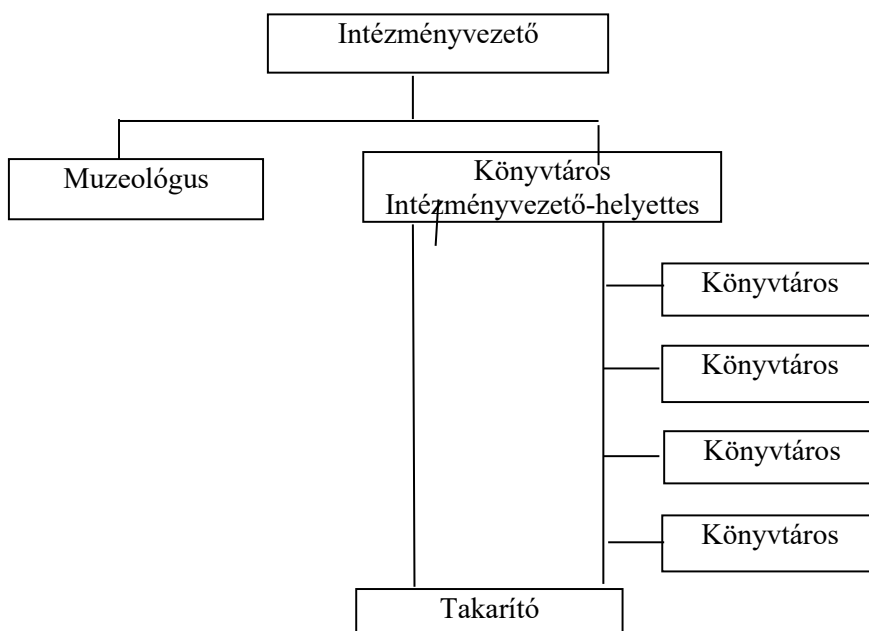 Intézményvezető
Muzeológus
Könyvtáros
Intézményvezető-helyettes
Könyvtáros
Könyvtáros
Könyvtáros
Könyvtáros
Takarító